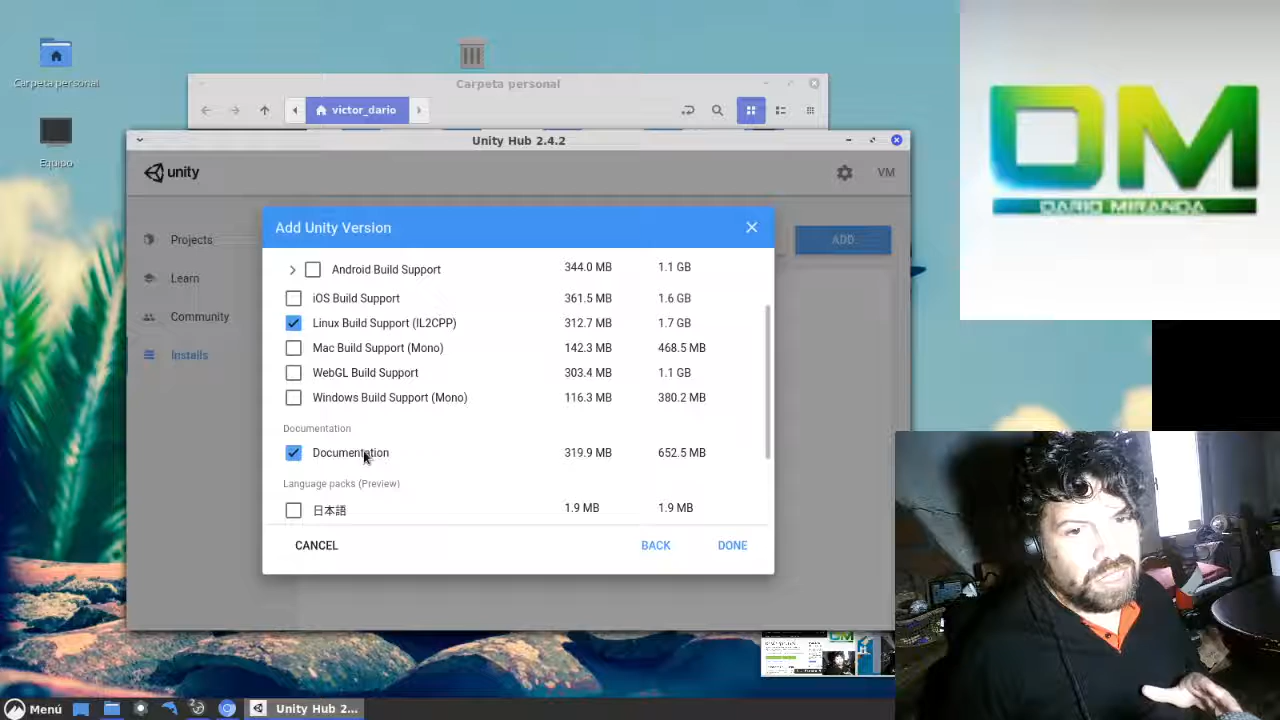 Carpeta personal
Equipo
Carpeta personal
victor_dario
Unity Hub 2.4.2
unity
VM
Projects
Learn
Community
Installs
ADD
Add Unity Version
Android Build Support 344.0 MB 1.1 GB
iOS Build Support 361.5 MB 1.6 GB
Linux Build Support (IL2CPP) 312.7 MB 1.7 GB
Mac Build Support (Mono) 142.3 MB 468.5 MB
WebGL Build Support 303.4 MB 1.1 GB
Windows Build Support (Mono) 116.3 MB 380.2 MB
Documentation
Documentation 319.9 MB 652.5 MB
Language packs (Preview)
日本語 1.9 MB 1.9 MB
CANCEL
BACK
DONE
DM
DARIO MIRANDA
Menú
Unity Hub 2...